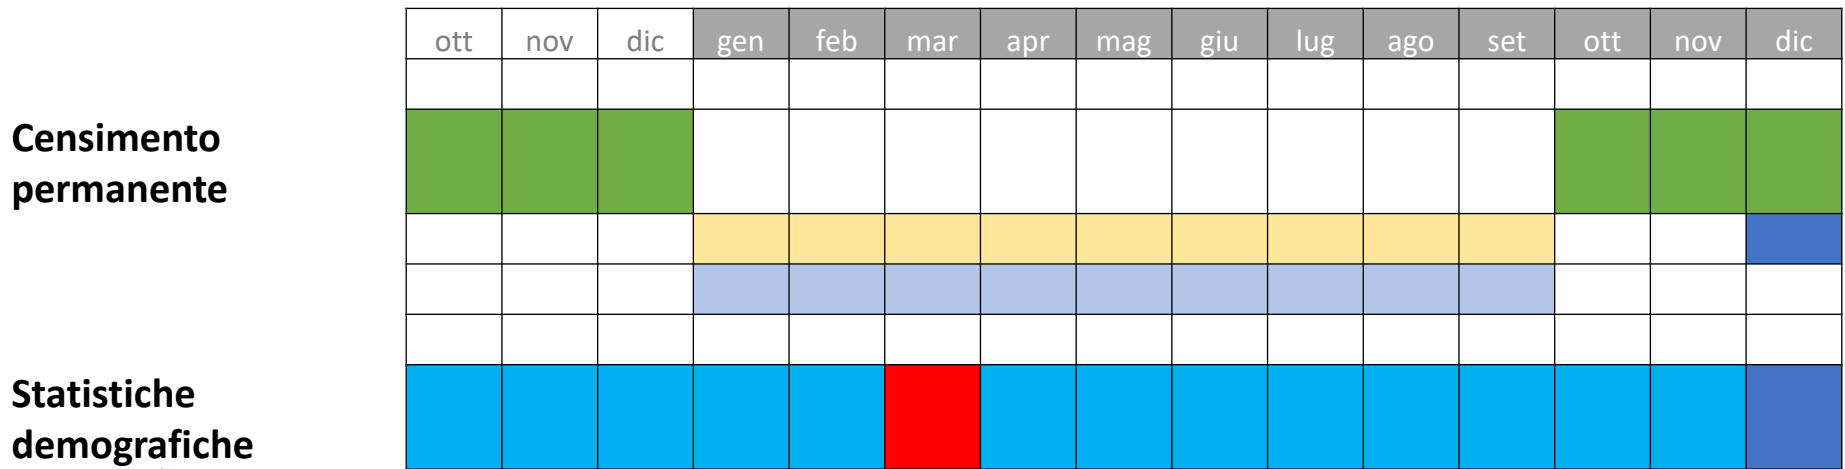 ott nov dic gen feb mar apr mag giu lug ago set ott nov dic
Censimento
permanente
Statistiche
demografiche